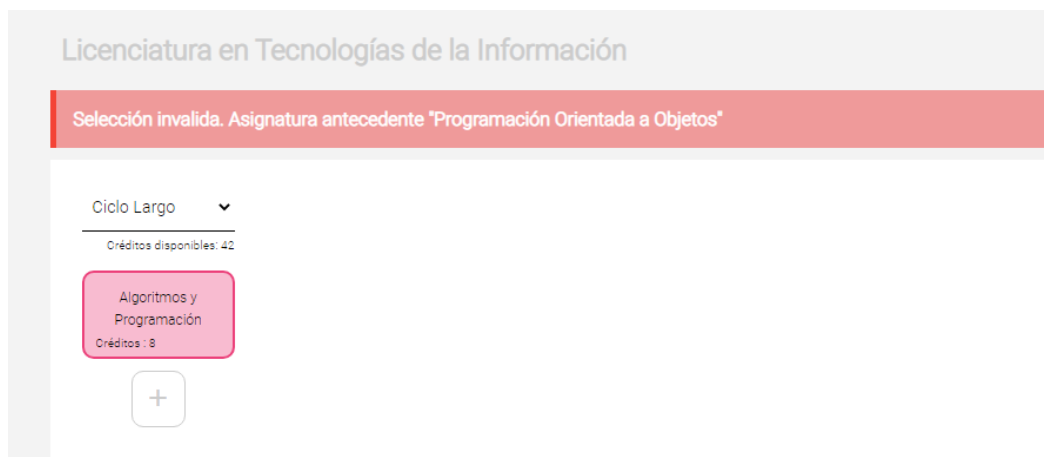 Licenciatura en Tecnologías de la Información
Selección invalida. Asignatura antecedente "Programación Orientada a Objetos"
Ciclo Largo
Créditos disponibles: 42
Algoritmos y
Programación
Créditos : 8
+